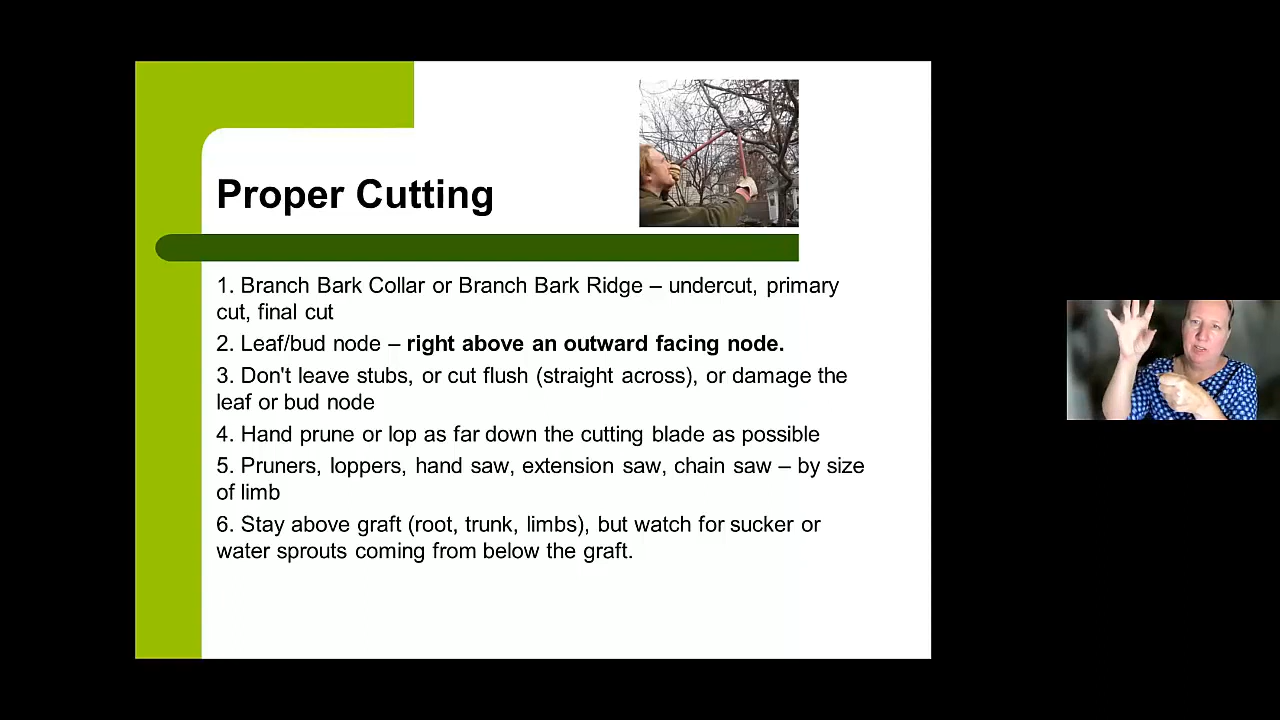 Proper Cutting
1. Branch Bark Collar or Branch Bark Ridge – undercut, primary
cut, final cut
2. Leaf/bud node – right above an outward facing node.
3. Don't leave stubs, or cut flush (straight across), or damage the
leaf or bud node
4. Hand prune or lop as far down the cutting blade as possible
5. Pruners, loppers, hand saw, extension saw, chain saw – by size
of limb
6. Stay above graft (root, trunk, limbs), but watch for sucker or
water sprouts coming from below the graft.